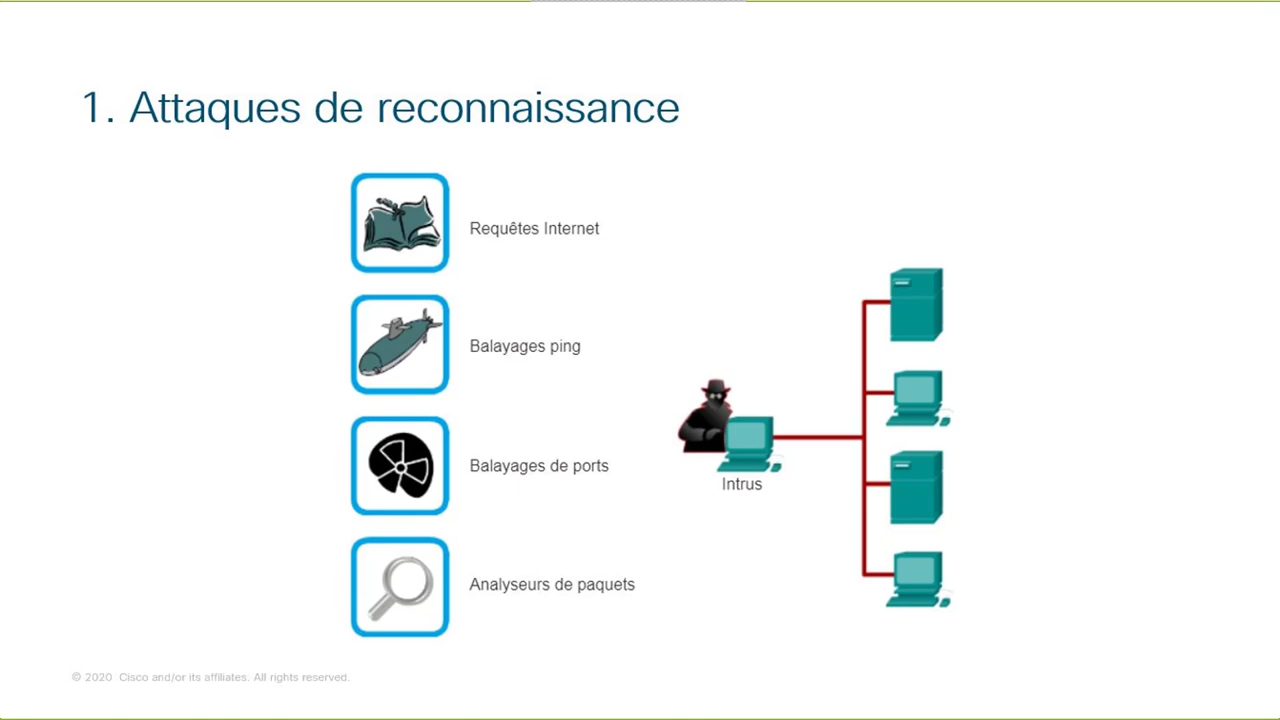 1. Attaques de reconnaissance
Requêtes Internet
Balayages ping
Balayages de ports
Intrus
Analyseurs de paquets
© 2020 Cisco and/or its affiliates. All rights reserved.